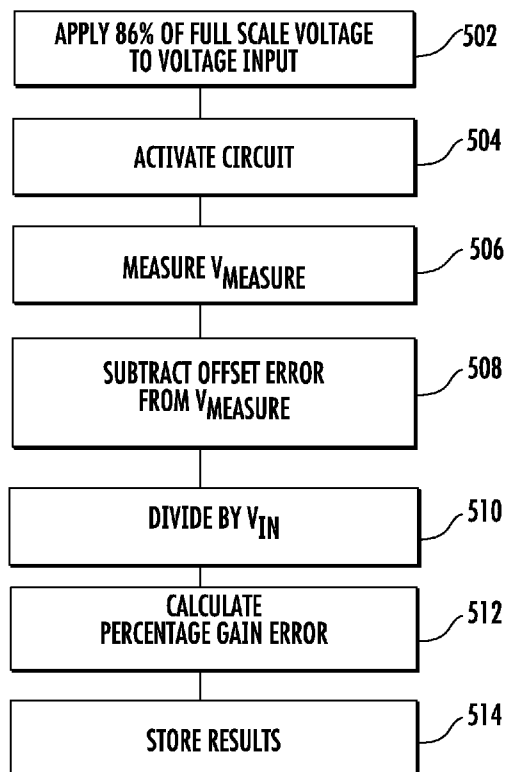 APPLY 86% OF FULL SCALE VOLTAGE
TO VOLTAGE INPUT
502
ACTIVATE CIRCUIT
504
MEASURE VMEASURE
506
SUBTRACT OFFSET ERROR
FROM VMEASURE
508
DIVIDE BY VIN
510
CALCULATE
PERCENTAGE GAIN ERROR
512
STORE RESULTS
514